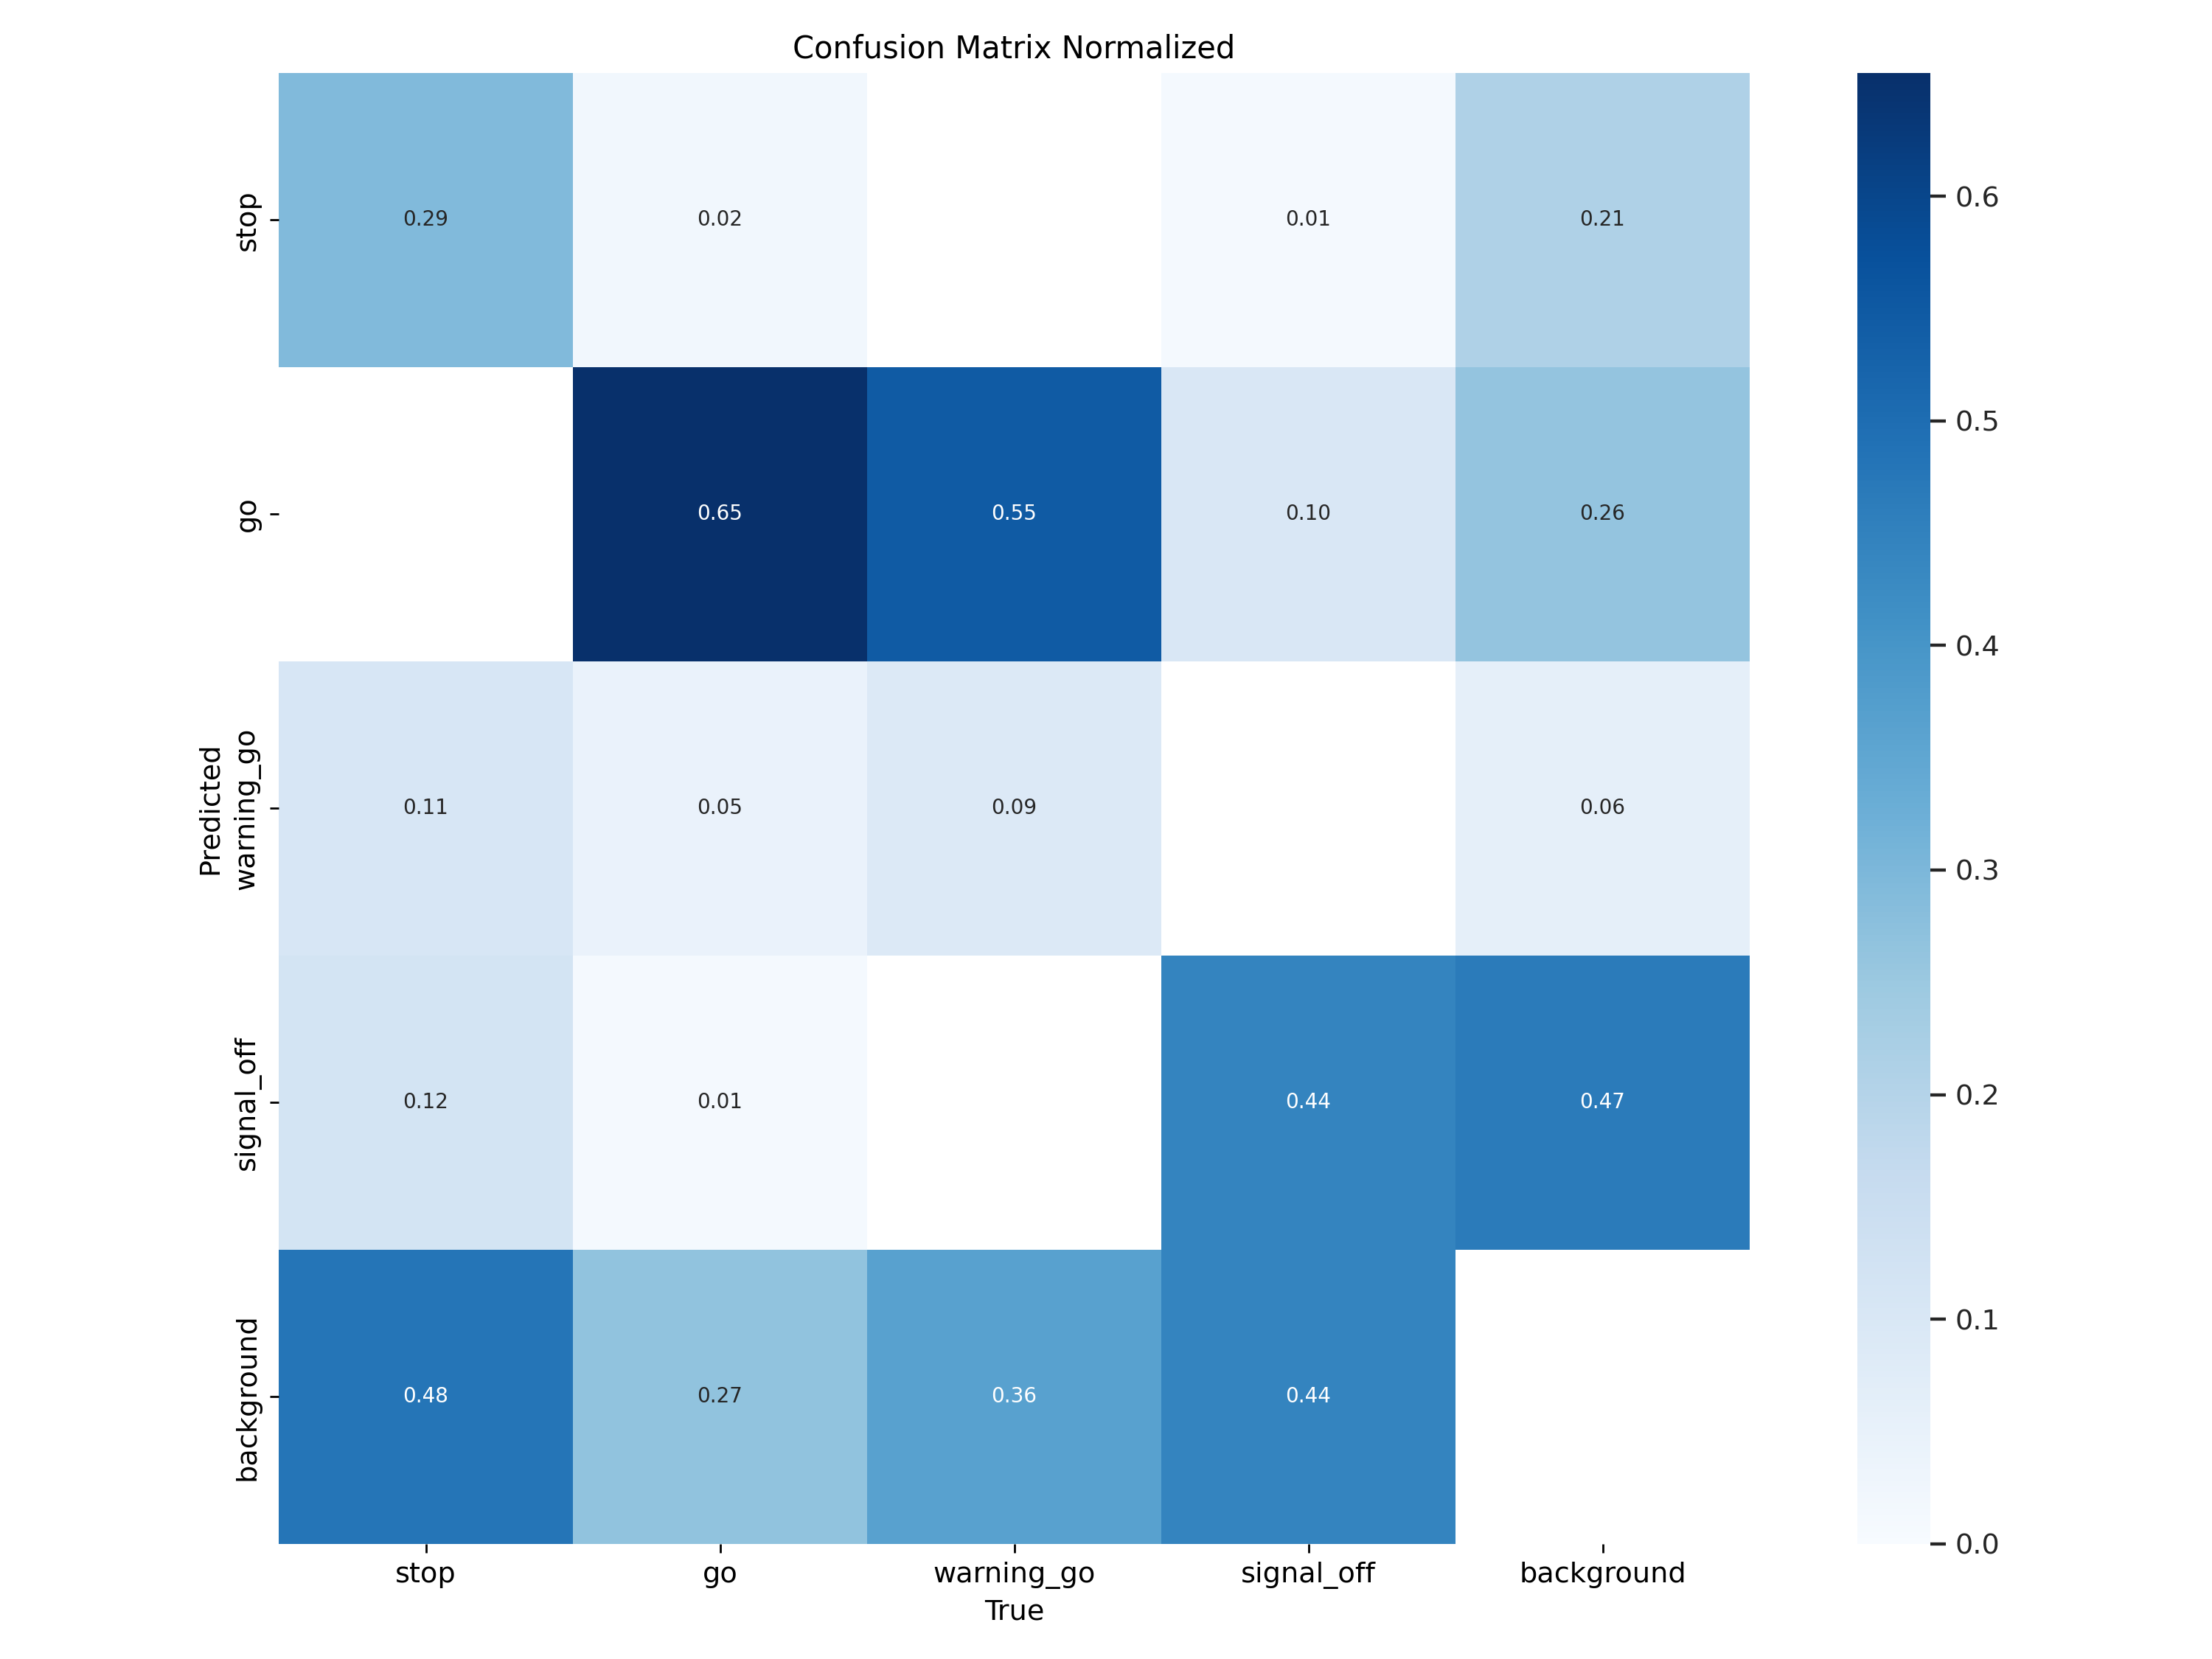 Confusion Matrix Normalized
stop
0.29
0.02
0.01
0.21
go
0.65
0.55
0.10
0.26
Predicted
warning_go
0.11
0.05
0.09
0.06
signal_off
0.12
0.01
0.44
0.47
background
0.48
0.27
0.36
0.44
stop
go
warning_go
signal_off
background
True
0.6
0.5
0.4
0.3
0.2
0.1
0.0